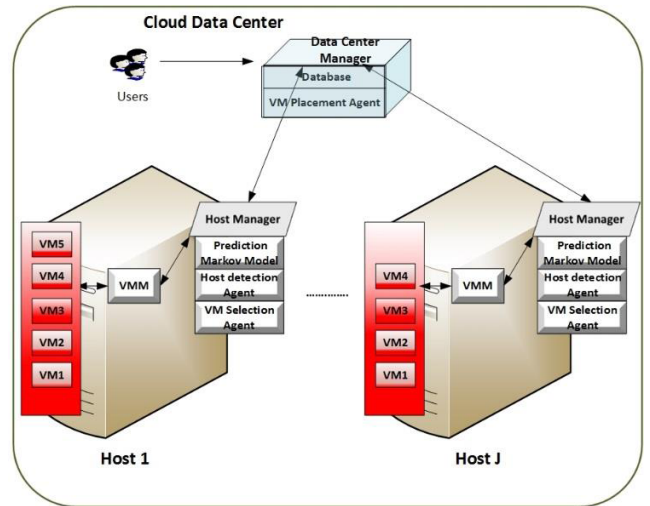 Cloud Data Center
Users
Data Center
Manager
Database
VM Placement Agent
Host Manager
Prediction
Markov Model
Host detection
Agent
VM Selection
Agent
VMM
VM5
VM4
VM3
VM2
VM1
Host 1
..............
Host Manager
Prediction
Markov Model
Host detection
Agent
VM Selection
Agent
VMM
VM4
VM3
VM2
VM1
Host J